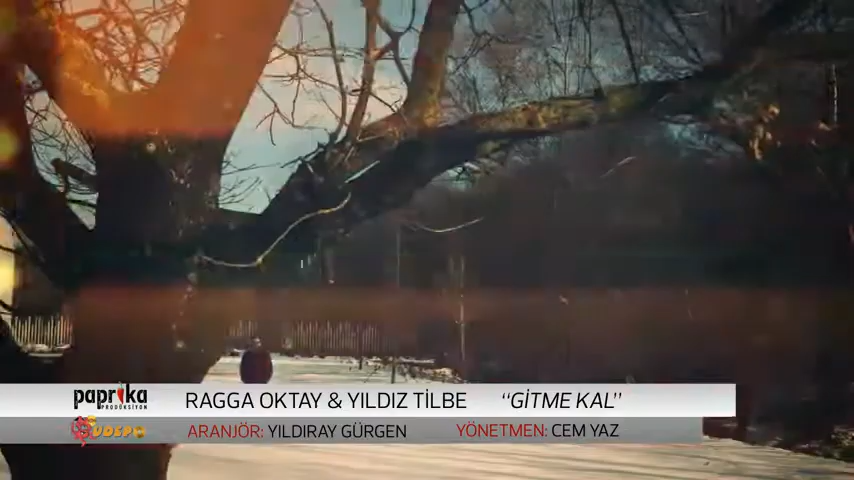 paprika
PRODÜKSİYON
RAGGA OKTAY & YILDIZ TİLBE "GİTME KAL"
ARANJÖR: YILDIRAY GÜRGEN YÖNETMEN: CEM YAZ